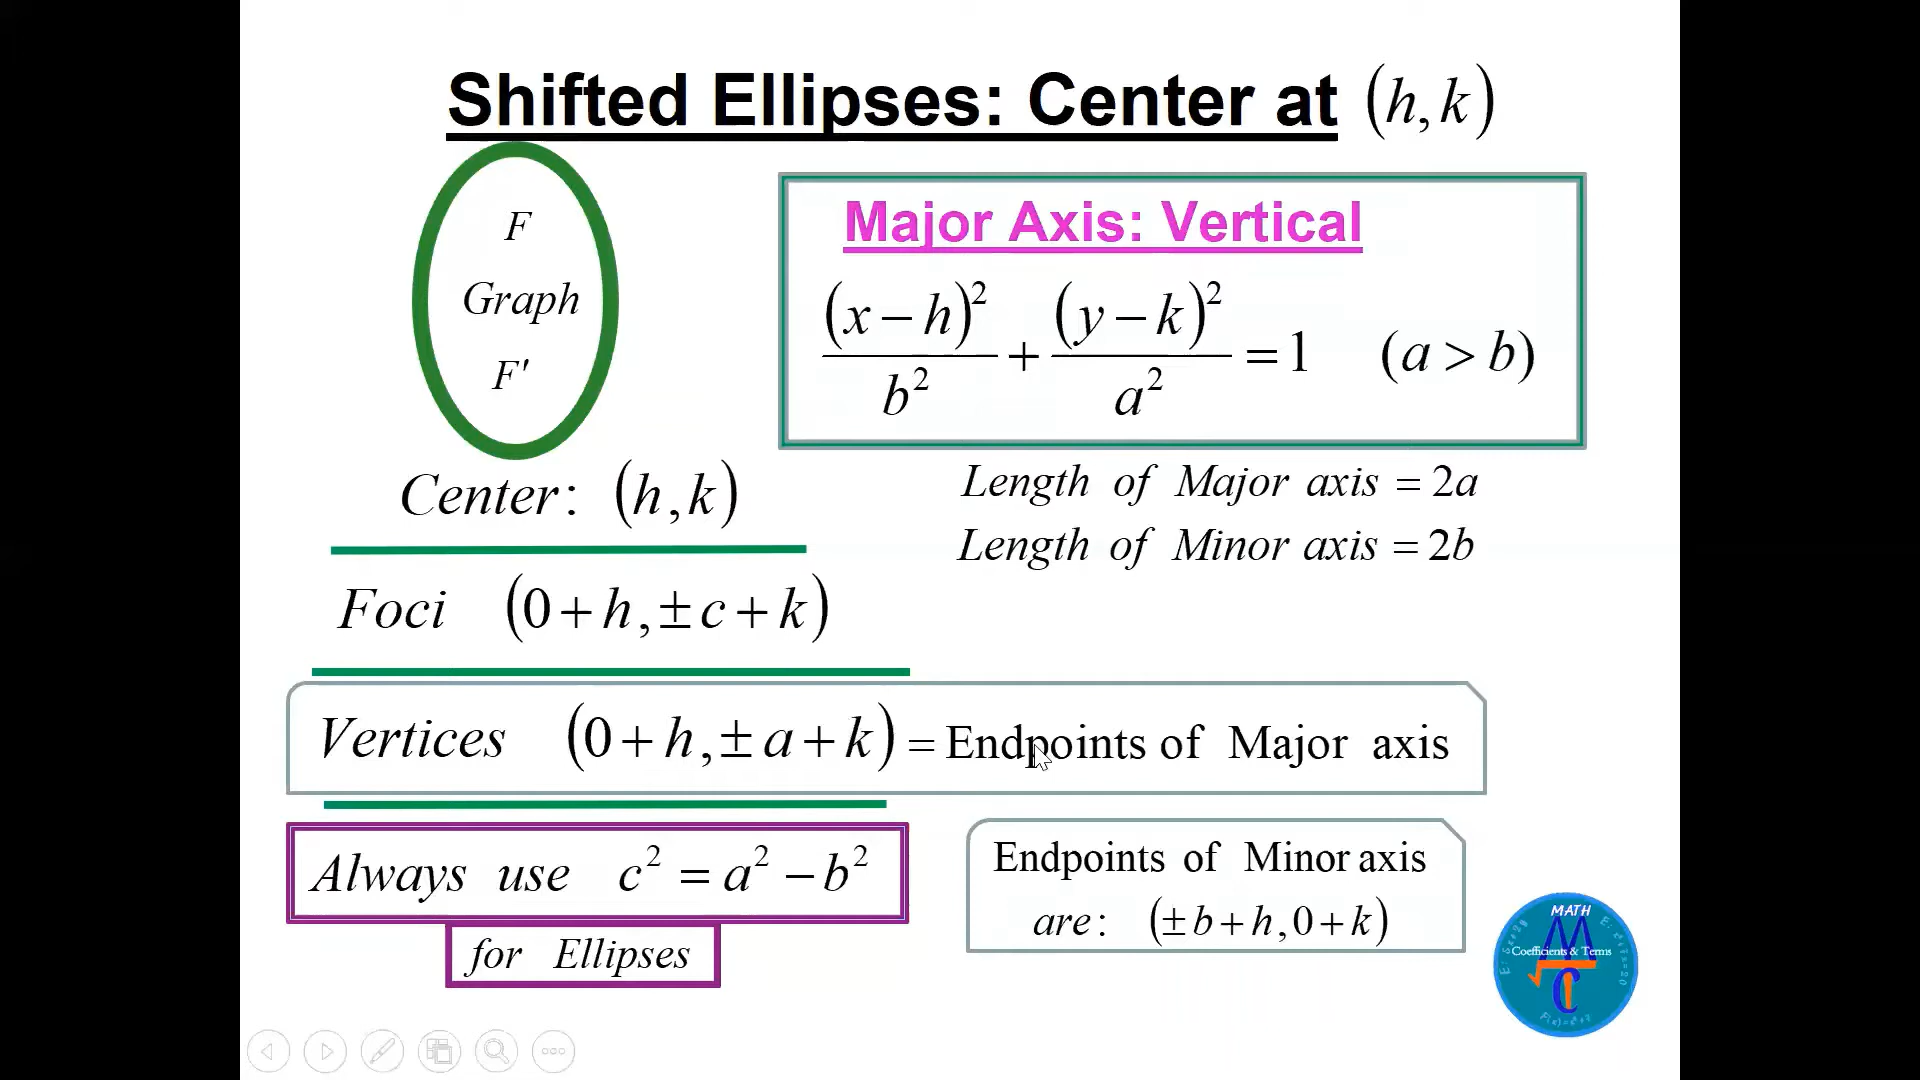 Shifted Ellipses: Center at (h, k)
F
Graph
F'
Major Axis: Vertical
(x − h)²/b² + (y − k)²/a² = 1 (a > b)
Center: (h, k)
Length of Major axis = 2a
Length of Minor axis = 2b
Foci (0 + h, ± c + k)
Vertices (0 + h, ± a + k) = Endpoints of Major axis
Always use c² = a² − b²
for Ellipses
Endpoints of Minor axis
are: (± b + h, 0 + k)
MATH
M
Coefficients & Terms